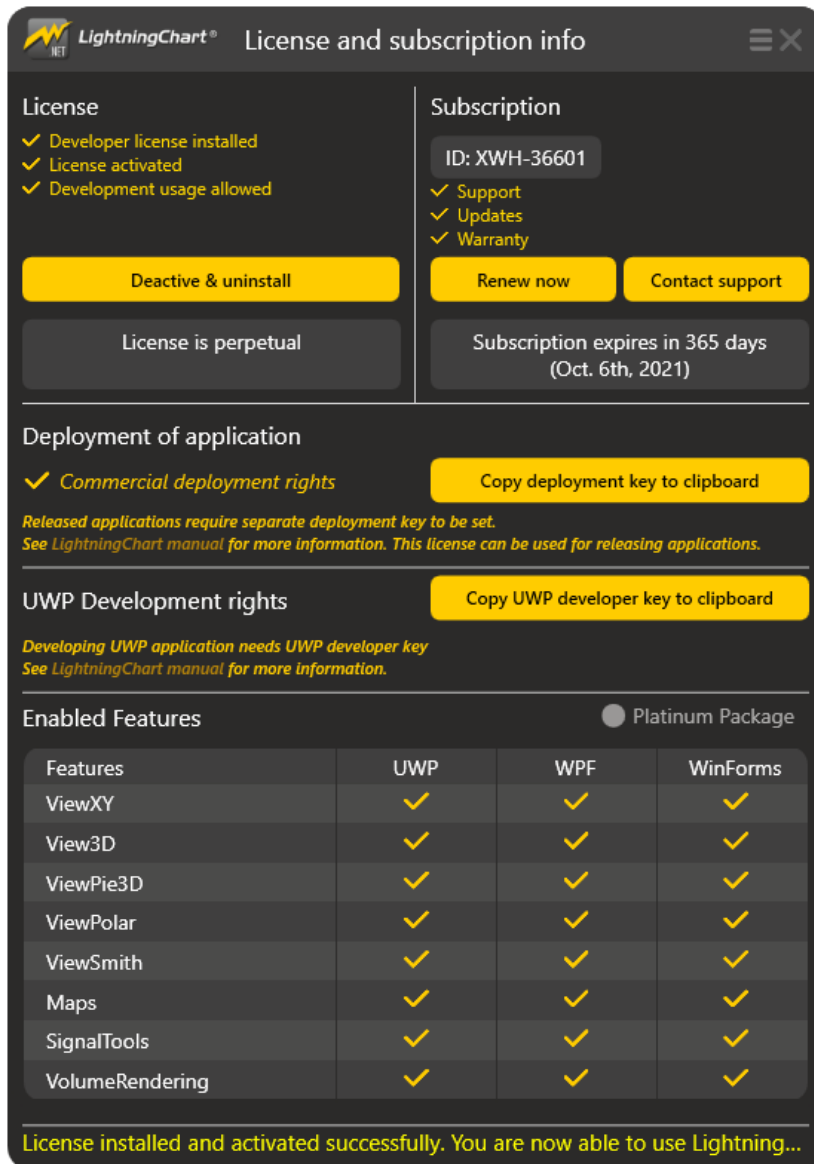 LightningChart® License and subscription info
.NET
License
Developer license installed
License activated
Development usage allowed
Deactive & uninstall
License is perpetual
Subscription
ID: XWH-36601
Support
Updates
Warranty
Renew now
Contact support
Subscription expires in 365 days
(Oct. 6th, 2021)
Deployment of application
Commercial deployment rights
Copy deployment key to clipboard
Released applications require separate deployment key to be set.
See LightningChart manual for more information. This license can be used for releasing applications.
UWP Development rights
Copy UWP developer key to clipboard
Developing UWP application needs UWP developer key
See LightningChart manual for more information.
Enabled Features
Platinum Package
Features UWP WPF WinForms
ViewXY
View3D
ViewPie3D
ViewPolar
ViewSmith
Maps
SignalTools
VolumeRendering
License installed and activated successfully. You are now able to use Lightning...